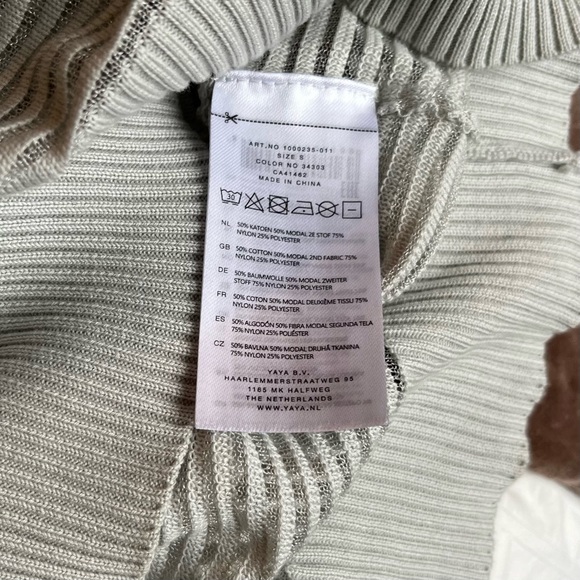 ART.NO 1000235-011
SIZE S
COLOR NO 34303
CA41462
MADE IN CHINA
30
NL 50% KATOEN 50% MODAL 2E STOF 75%
NYLON 25% POLYESTER
GB 50% COTTON 50% MODAL 2ND FABRIC 75%
NYLON 25% POLYESTER
DE 50% BAUMWOLLE 50% MODAL ZWEITER
STOFF 75% NYLON 25% POLYESTER
FR 50% COTON 50% MODAL DEUXIÈME TISSU 75%
NYLON 25% POLYESTER
ES 50% ALGODÓN 50% FIBRA MODAL SEGUNDA TELA
75% NYLON 25% POLYESTER
CZ 50% BAVLNA 50% MODAL DRUHÁ TKANINA
75% NYLON 25% POLYESTER
YAYA B.V.
HAARLEMMERSTRAATWEG 95
1165 MK HALFWEG
THE NETHERLANDS
WWW.YAYA.NL